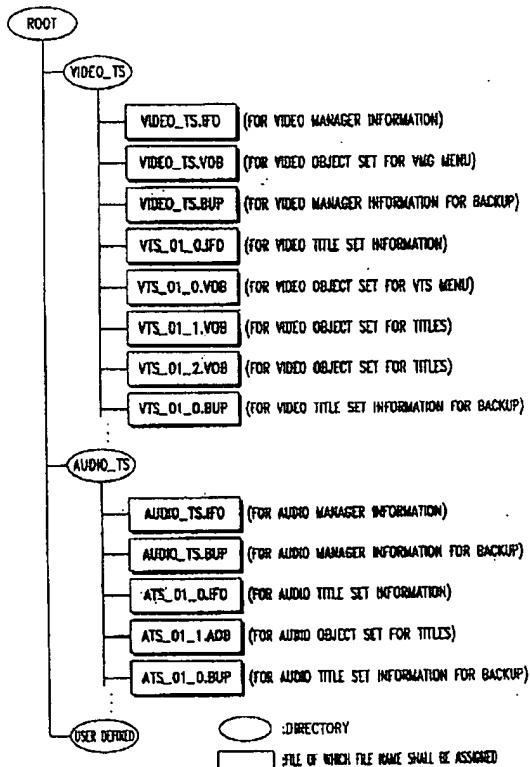 ROOT
VIDEO_TS
VIDEO_TS.IFO (FOR VIDEO MANAGER INFORMATION)
VIDEO_TS.VOB (FOR VIDEO OBJECT SET FOR VMG MENU)
VIDEO_TS.BUP (FOR VIDEO MANAGER INFORMATION FOR BACKUP)
VTS_01_0.IFO (FOR VIDEO TITLE SET INFORMATION)
VTS_01_0.VOB (FOR VIDEO OBJECT SET FOR VTS MENU)
VTS_01_1.VOB (FOR VIDEO OBJECT SET FOR TITLES)
VTS_01_2.VOB (FOR VIDEO OBJECT SET FOR TITLES)
VTS_01_0.BUP (FOR VIDEO TITLE SET INFORMATION FOR BACKUP)
AUDIO_TS
AUDIO_TS.IFO (FOR AUDIO MANAGER INFORMATION)
AUDIO_TS.BUP (FOR AUDIO MANAGER INFORMATION FOR BACKUP)
ATS_01_0.IFO (FOR AUDIO TITLE SET INFORMATION)
ATS_01_1.AOB (FOR AUDIO OBJECT SET FOR TITLES)
ATS_01_0.BUP (FOR AUDIO TITLE SET INFORMATION FOR BACKUP)
USER DEFINED
:DIRECTORY
:FILE OF WHICH FILE NAME SHALL BE ASSIGNED